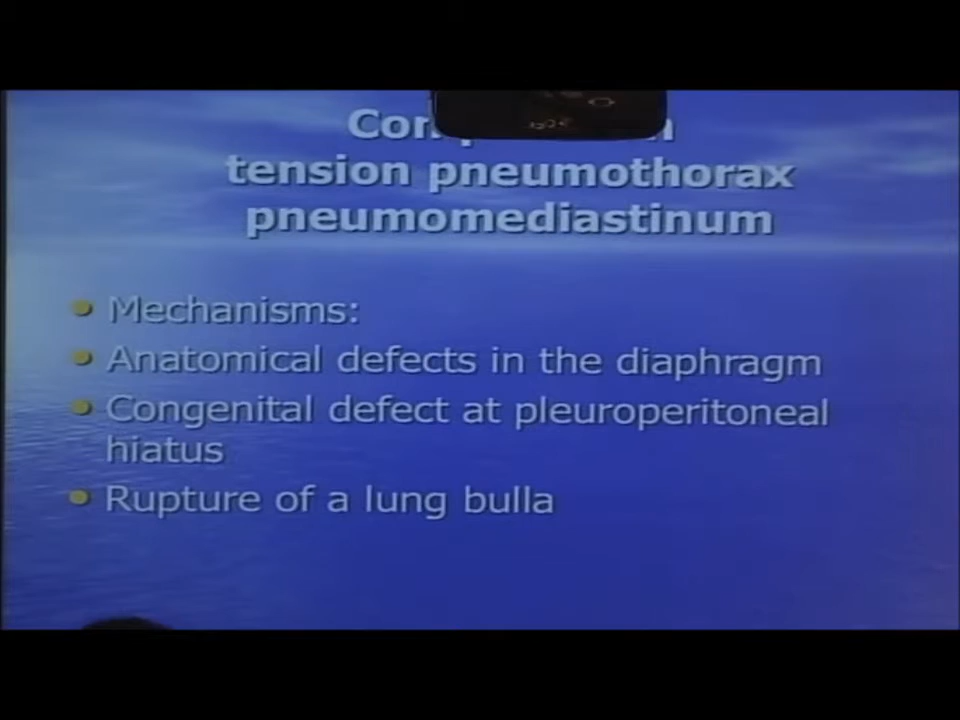 tension pneumothorax
pneumomediastinum
Mechanisms:
Anatomical defects in the diaphragm
Congenital defect at pleuroperitoneal
hiatus
Rupture of a lung bulla